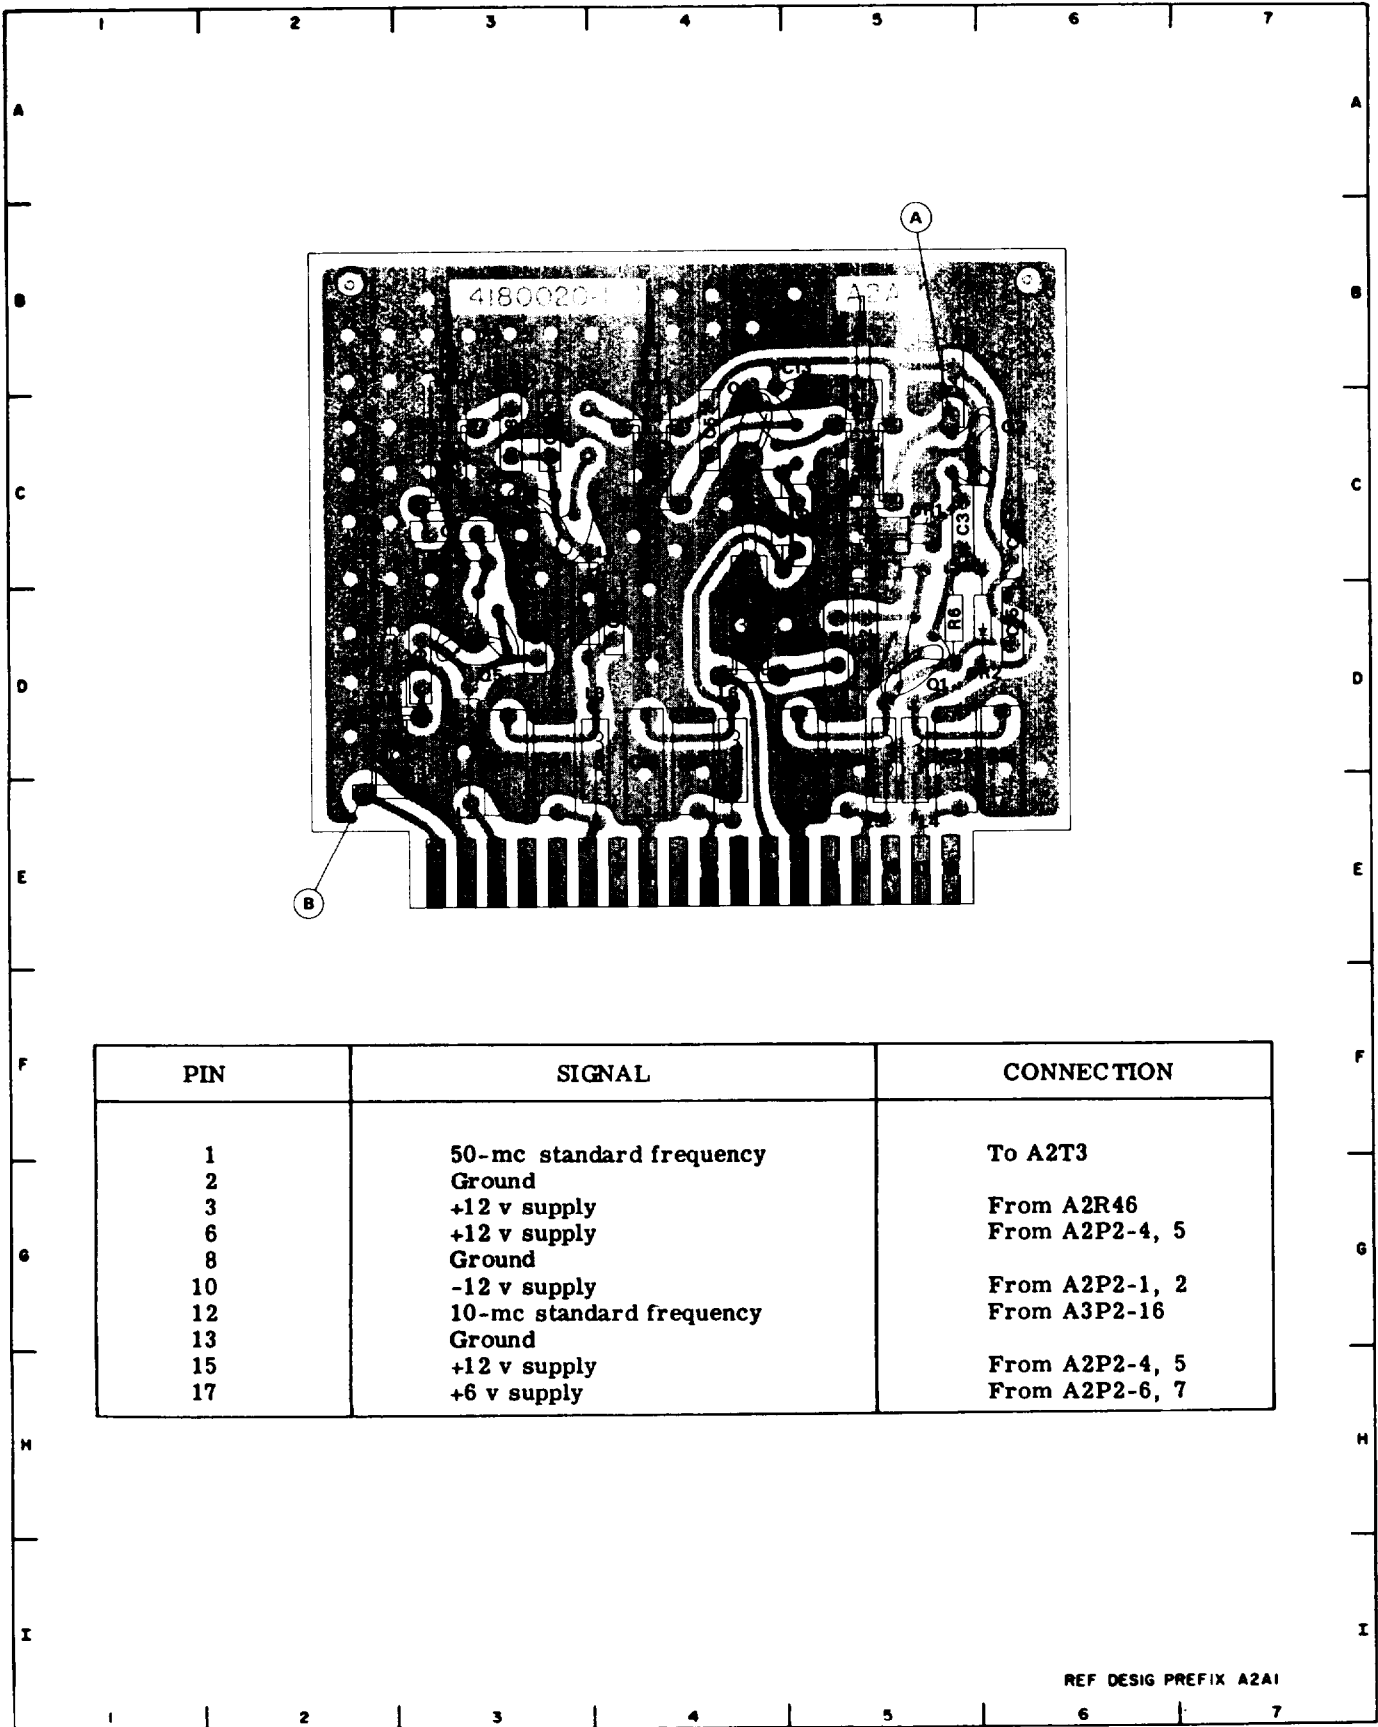 1 2 3 4 5 6 7
A A
A
B B
4180020-
A2A
C C
C3
R6
D D
Q5
Q1
E E
B
F F
PIN SIGNAL CONNECTION
1 50-mc standard frequency To A2T3
2 Ground
3 +12 v supply From A2R46
6 +12 v supply From A2P2-4, 5
G G
8 Ground
10 -12 v supply From A2P2-1, 2
12 10-mc standard frequency From A3P2-16
13 Ground
15 +12 v supply From A2P2-4, 5
17 +6 v supply From A2P2-6, 7
H H
I I
REF DESIG PREFIX A2A1
1 2 3 4 5 6 7